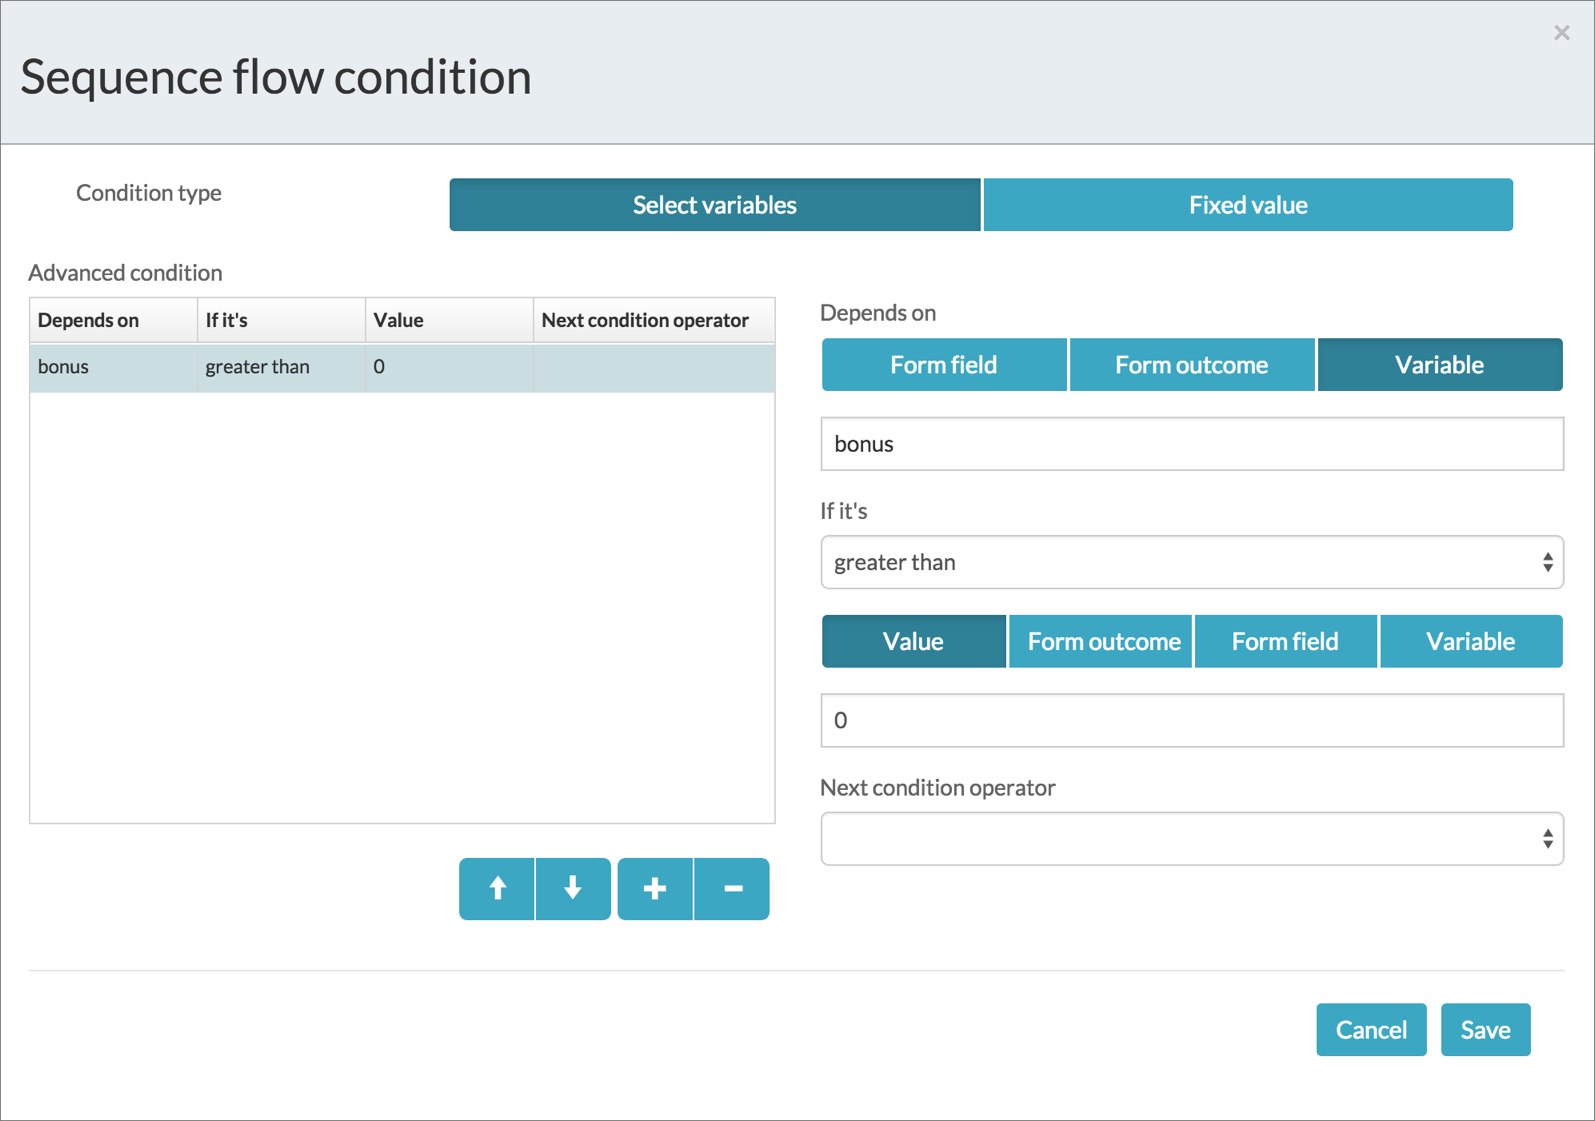 ×
Sequence flow condition
Condition type
Select variables
Fixed value
Advanced condition
Depends on If it's Value Next condition operator
bonus greater than 0
Depends on
Form field Form outcome Variable
bonus
If it's
greater than
Value Form outcome Form field Variable
0
Next condition operator
Cancel Save